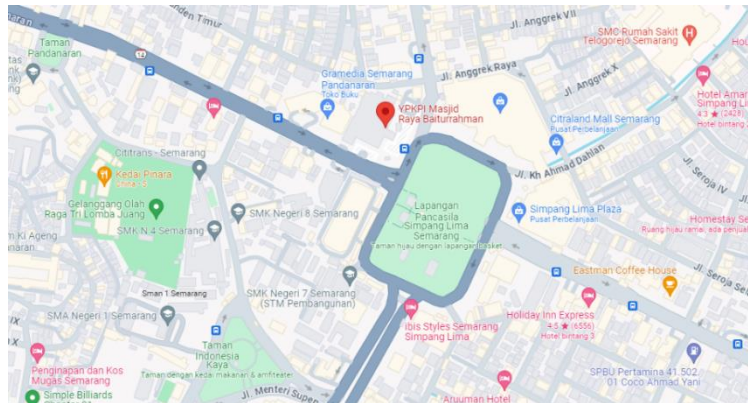 Taman
Pandanaran
Gramedia Semarang
Pandanaran
Toko Buku
YPKPI Masjid
Raya Baiturrahman
Jl. Anggrek VII
Jl. Anggrek Raya
Jl. Anggrek X
SMC Rumah Sakit
Telogorejo Semarang
Citraland Mall Semarang
Pusat Perbelanjaan
Hotel
Simpang L
4.3 ★ (2428)
Hotel bintang
Jl. Kh Ahmad Dahlan
Jl. Seroja IV
Cititrans - Semarang
Kedai Pinara
Gelanggang Olah
Raga Tri Lomba Juang
SMK N 4 Semarang
SMK Negeri 8 Semarang
Lapangan
Pancasila
Simpang Lima
Semarang
Taman hijau dengan lapangan basket
Simpang Lima Plaza
Pusat Perbelanjaan
Homestay Se
Ruang hijau ramai, ada penjual
Eastman Coffee House
Jl. Seroja Sel
m Ki Ageng
Sman 1 Semarang
SMA Negeri 1 Semarang
SMK Negeri 7 Semarang
(STM Pembangunan)
ibis Styles Semarang
Simpang Lima
Holiday Inn Express
4.5 ★ (6556)
Hotel bintang 3
Taman
Indonesia
Kaya
Taman dengan kedai makanan & amfiteater
Penginapan dan Kos
Mugas Semarang
Simple Billiards
Jl. Menteri Supen
Aruuman Hotel
SPBU Pertamina 41.502.
01 Coco Ahmad Yani